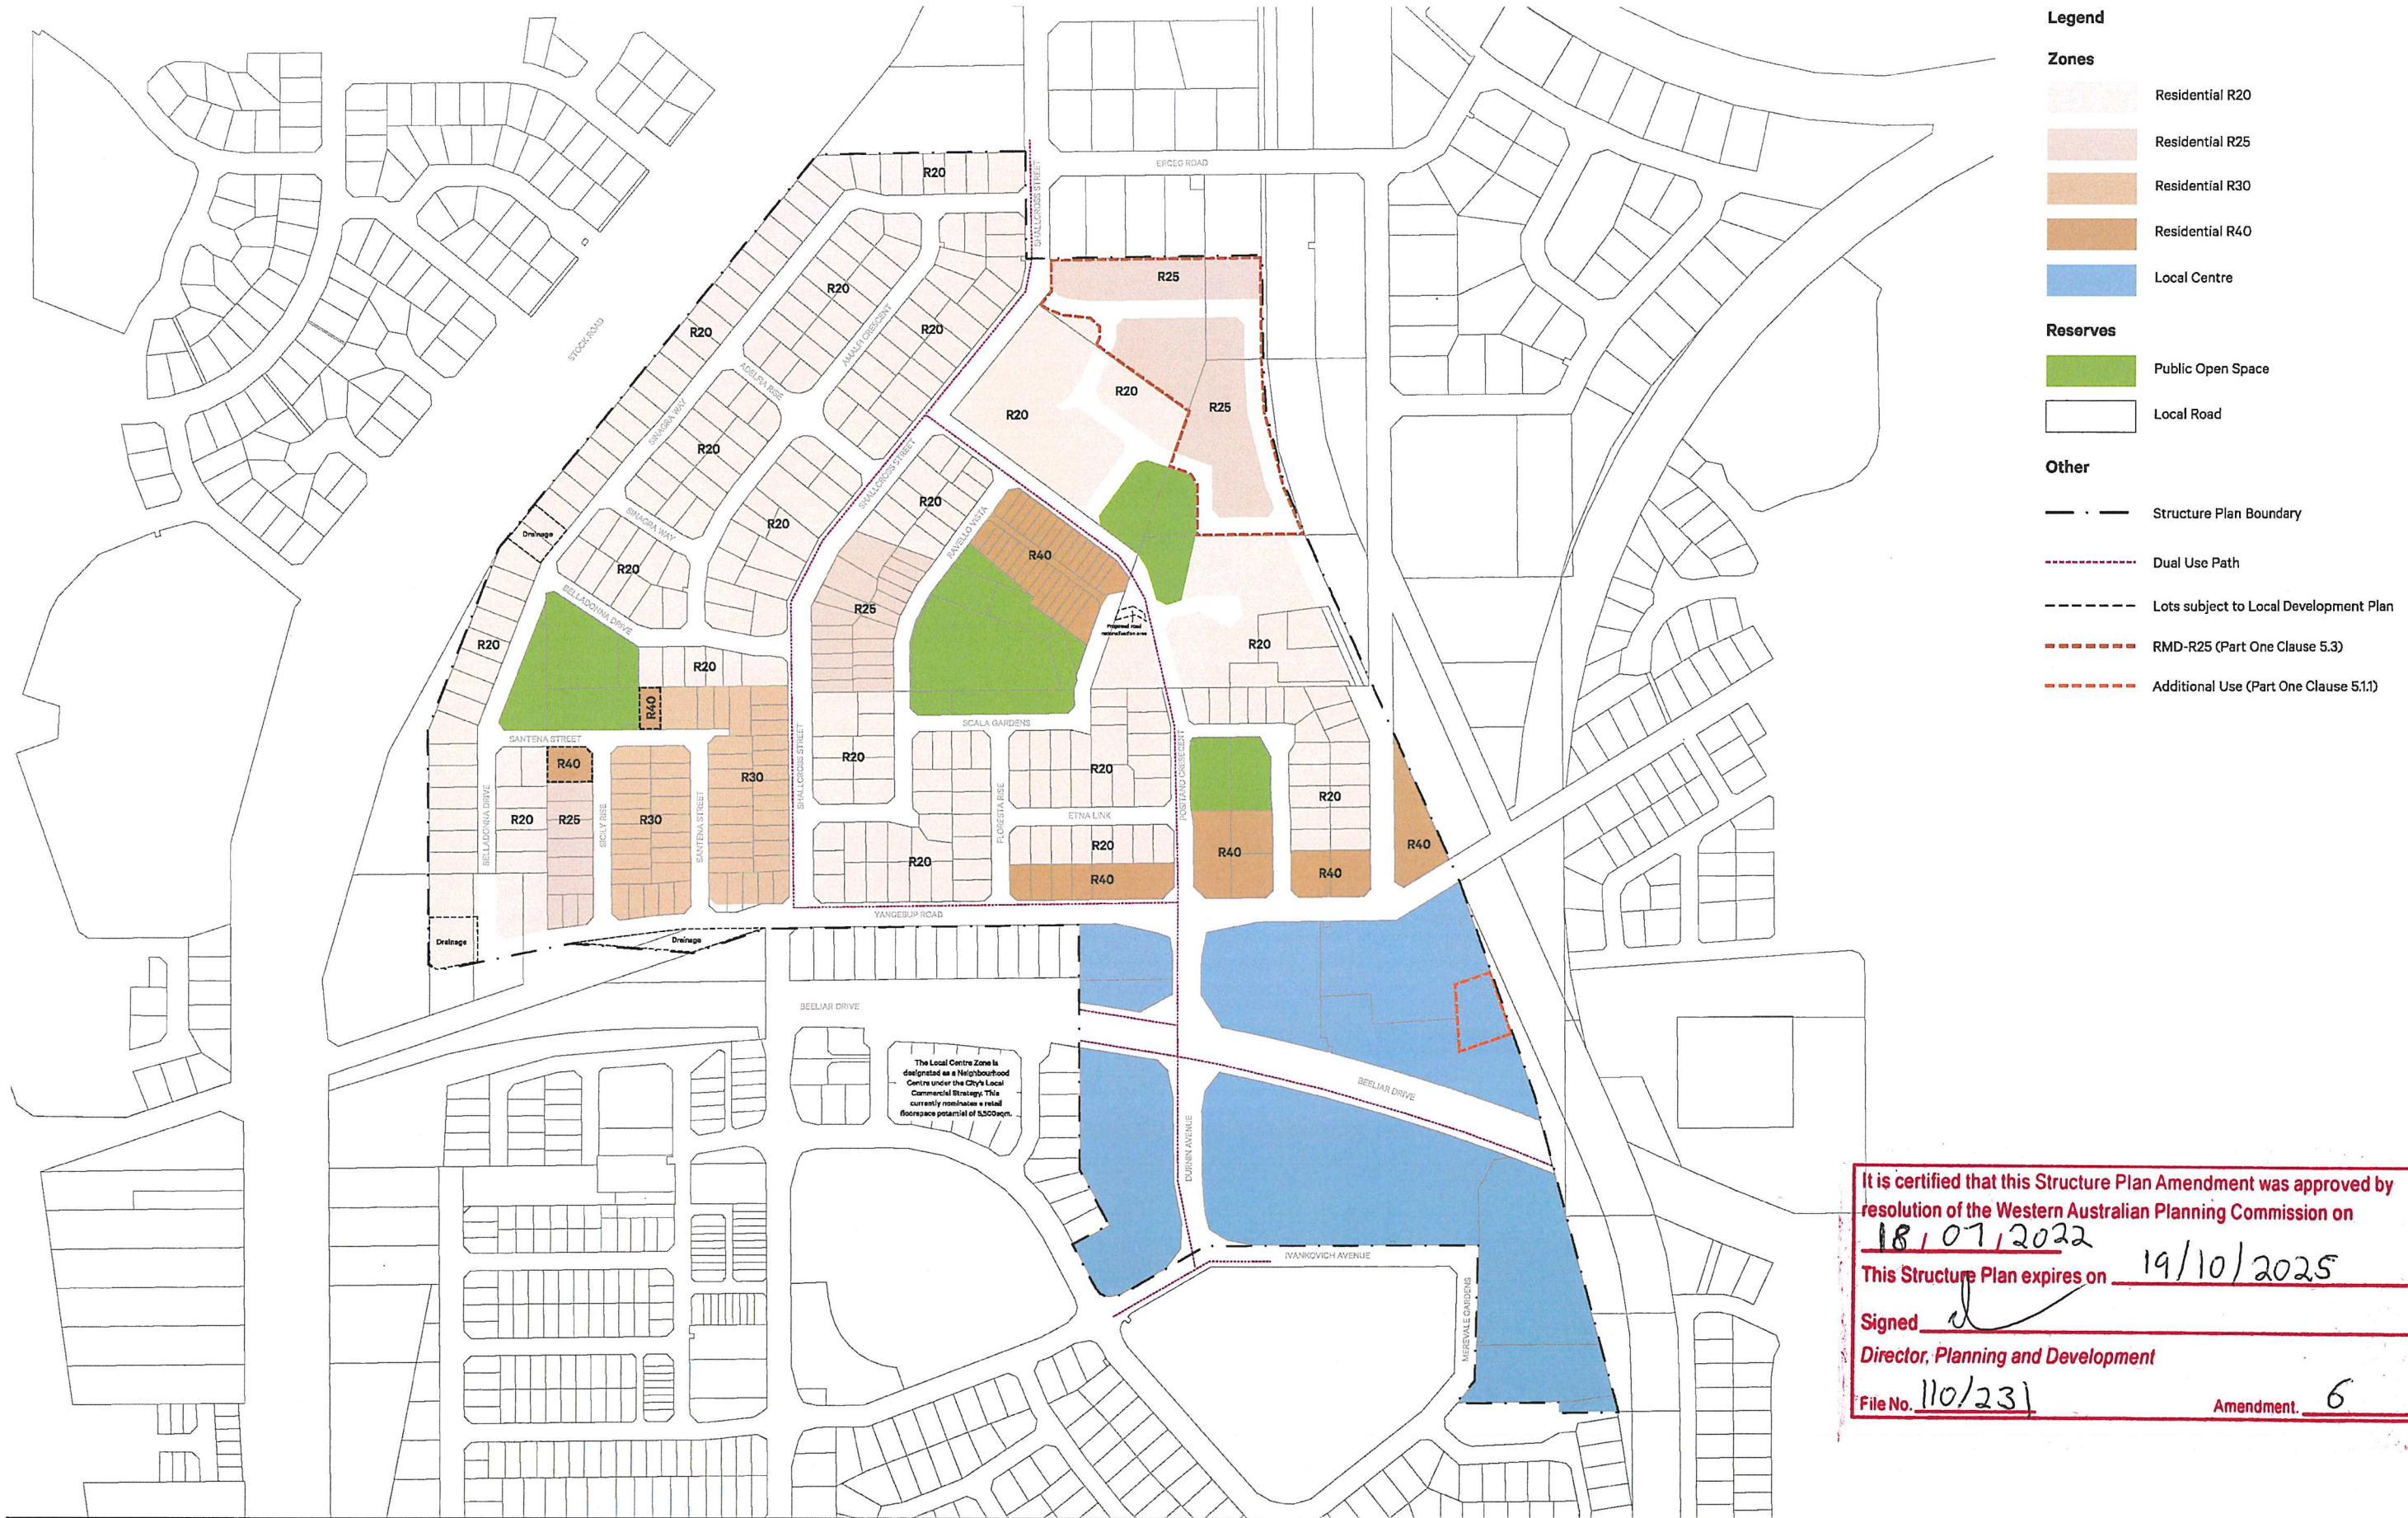 Legend
Zones
Residential R20
Residential R25
Residential R30
Residential R40
Local Centre
Reserves
Public Open Space
Local Road
Other
Structure Plan Boundary
Dual Use Path
Lots subject to Local Development Plan
RMD-R25 (Part One Clause 5.3)
Additional Use (Part One Clause 5.1.1)
ERCEG ROAD
SHALLCROSS STREET
R20
R25
R20
R20
R20
STOCK ROAD
AMALFI CRESCENT
ADELFIA RISE
SINAGRA WAY
R20
R20
R25
R20
SHALLCROSS STREET
R20
R20
RAVELLO VISTA
SINAGRA WAY
Drainage
R40
R20
BELLADONNA DRIVE
R25
Proposed road
rationalisation area
R20
R20
R20
R40
SCALA GARDENS
SANTENA STREET
SHALLCROSS STREET
R20
POSITANO CRESCENT
R40
R30
R20
R20
BELLADONNA DRIVE
R20
R25
SICILY RISE
R30
SANTENA STREET
FLORESTA RISE
ETNA LINK
R20
R20
R40
R40
R40
R40
YANGEBUP ROAD
Drainage
Drainage
BEELIAR DRIVE
The Local Centre Zone is
designated as a Neighbourhood
Centre under the City's Local
Commercial Strategy. This
currently nominates a retail
floorspace potential of 5,500sqm.
BEELIAR DRIVE
DURNIN AVENUE
IVANKOVICH AVENUE
MEREVALE GARDENS
It is certified that this Structure Plan Amendment was approved by
resolution of the Western Australian Planning Commission on
18/07/2022
This Structure Plan expires on 19/10/2025
Signed
Director, Planning and Development
File No. 110/231 Amendment. 6